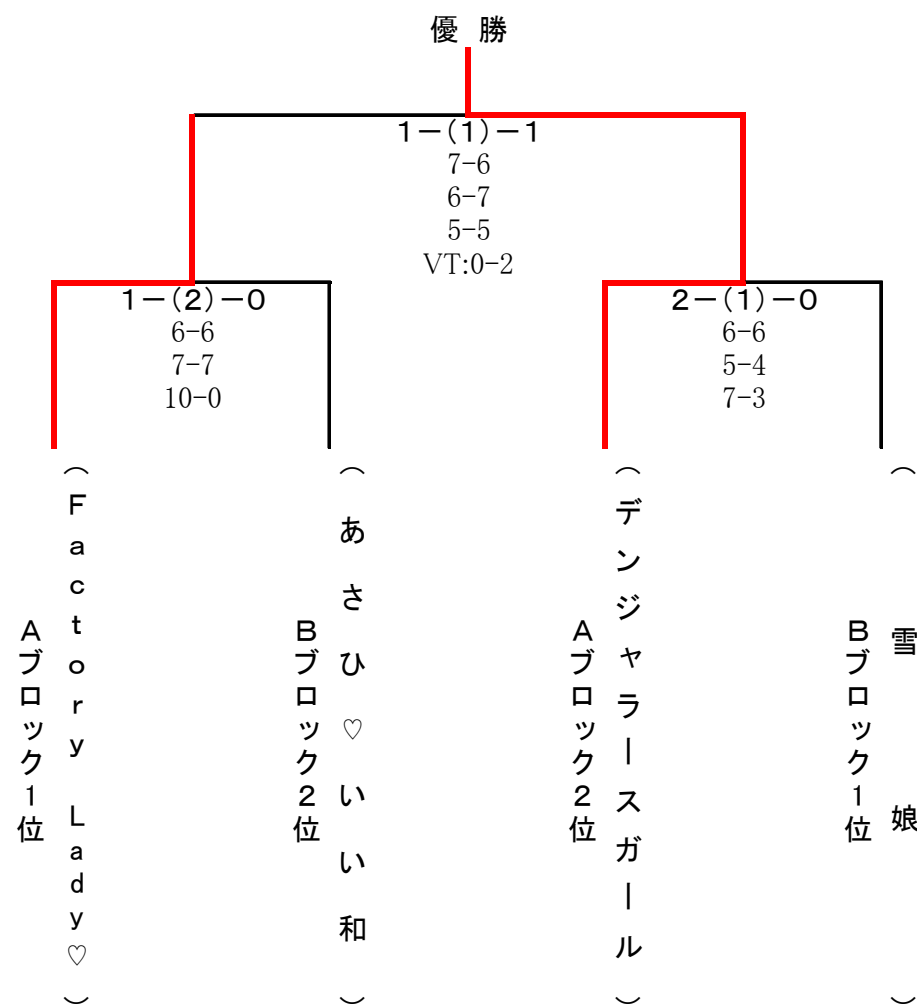 優 勝
1−(1)−1
7-6
6-7
5-5
VT:0-2
1−(2)−0
6-6
7-7
10-0
2−(1)−0
6-6
5-4
7-3
Aブロック1位
(Factory Lady♡)
Bブロック2位
(あさひ♡いい和)
Aブロック2位
(デンジャラースガール)
Bブロック1位
(雪娘)